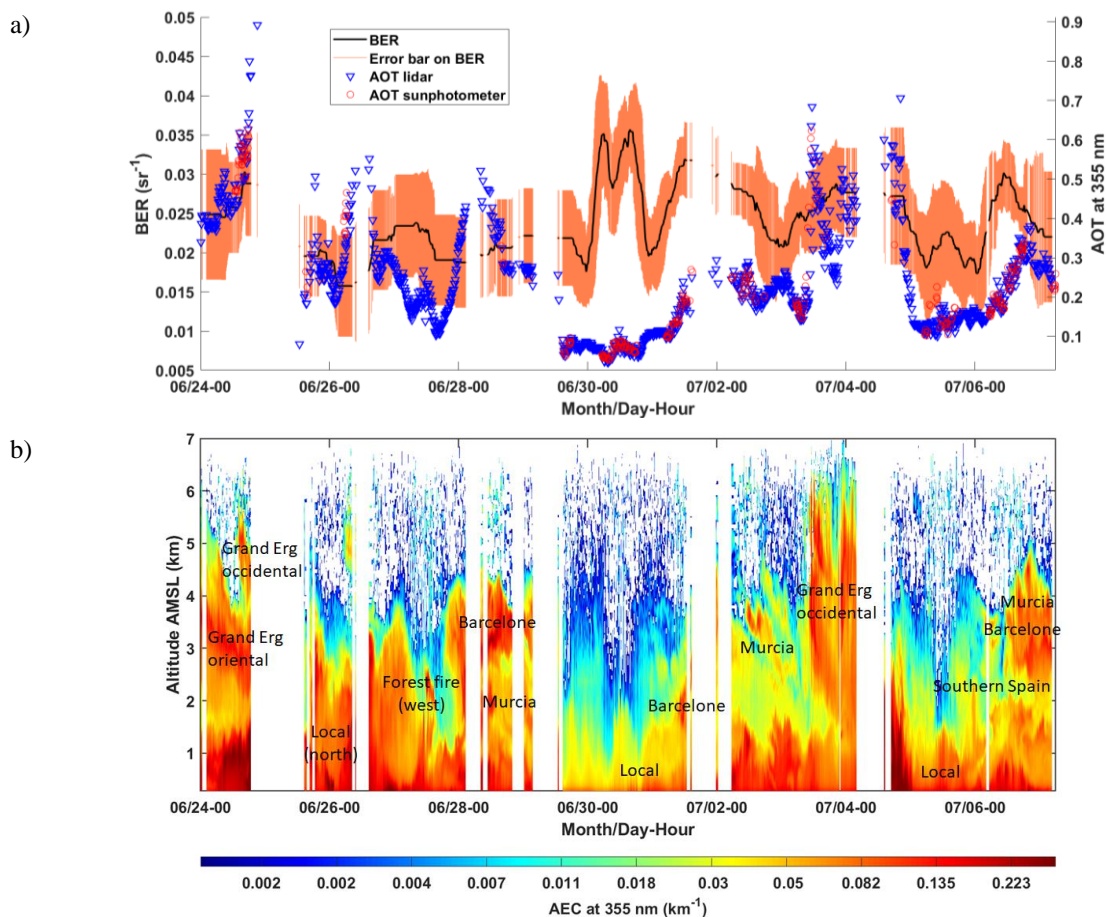 a)
0.05
0.045
0.04
0.035
0.03
0.025
0.02
0.015
0.01
0.005
BER (sr-1)
BER
Error bar on BER
AOT lidar
AOT sunphotometer
0.9
0.8
0.7
0.6
0.5
0.4
0.3
0.2
0.1
AOT at 355 nm
06/24-00 06/26-00 06/28-00 06/30-00 07/02-00 07/04-00 07/06-00
Month/Day-Hour
b)
7
6
5
4
3
2
1
Altitude AMSL (km)
Grand Erg
occidental
Grand Erg
oriental
Local
(north)
Forest fire
(west)
Barcelone
Murcia
Barcelone
Local
Murcia
Grand Erg
occidental
Murcia
Barcelone
Southern Spain
Local
06/24-00 06/26-00 06/28-00 06/30-00 07/02-00 07/04-00 07/06-00
Month/Day-Hour
0.002 0.002 0.004 0.007 0.011 0.018 0.03 0.05 0.082 0.135 0.223
AEC at 355 nm (km-1)